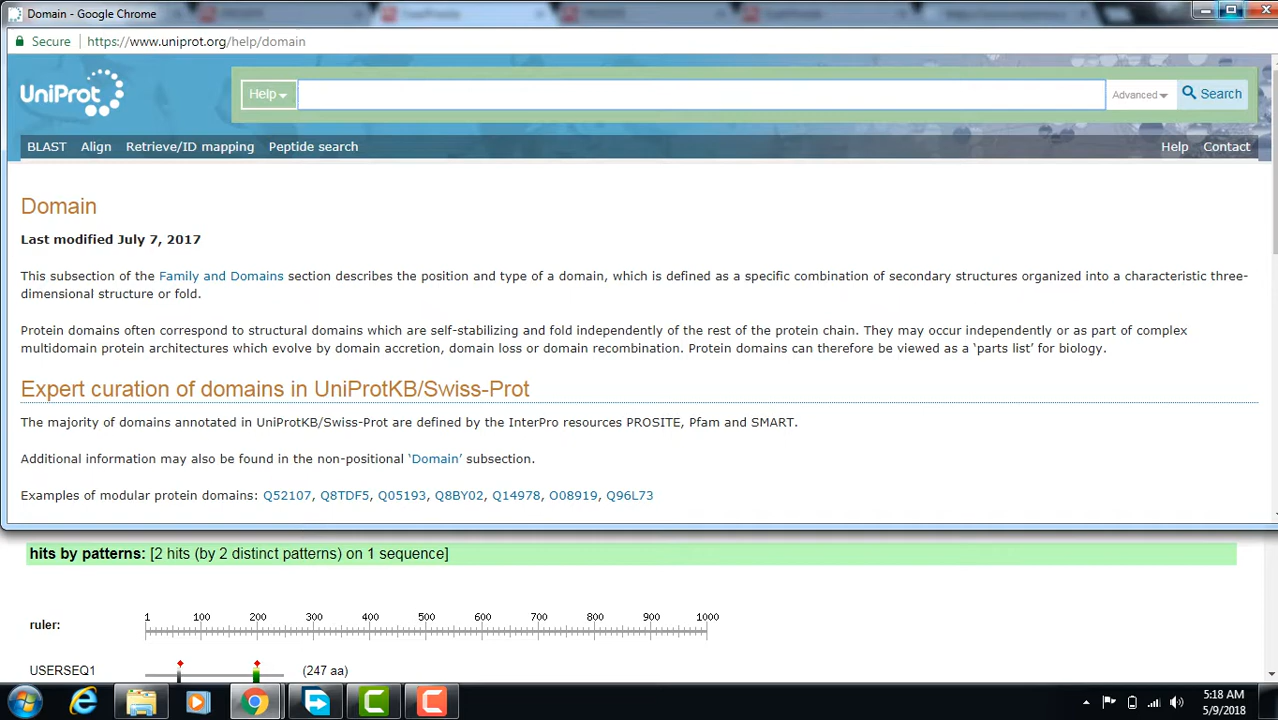 Domain - Google Chrome
Secure https://www.uniprot.org/help/domain
UniProt
Help
Advanced
Search
BLAST Align Retrieve/ID mapping Peptide search Help Contact
Domain
Last modified July 7, 2017
This subsection of the Family and Domains section describes the position and type of a domain, which is defined as a specific combination of secondary structures organized into a characteristic three-
dimensional structure or fold.
Protein domains often correspond to structural domains which are self-stabilizing and fold independently of the rest of the protein chain. They may occur independently or as part of complex
multidomain protein architectures which evolve by domain accretion, domain loss or domain recombination. Protein domains can therefore be viewed as a ‘parts list’ for biology.
Expert curation of domains in UniProtKB/Swiss-Prot
The majority of domains annotated in UniProtKB/Swiss-Prot are defined by the InterPro resources PROSITE, Pfam and SMART.
Additional information may also be found in the non-positional ‘Domain’ subsection.
Examples of modular protein domains: Q52107, Q8TDF5, Q05193, Q8BY02, Q14978, O08919, Q96L73
hits by patterns: [2 hits (by 2 distinct patterns) on 1 sequence]
1 100 200 300 400 500 600 700 800 900 1000
ruler:
USERSEQ1 (247 aa)
5:18 AM
5/9/2018